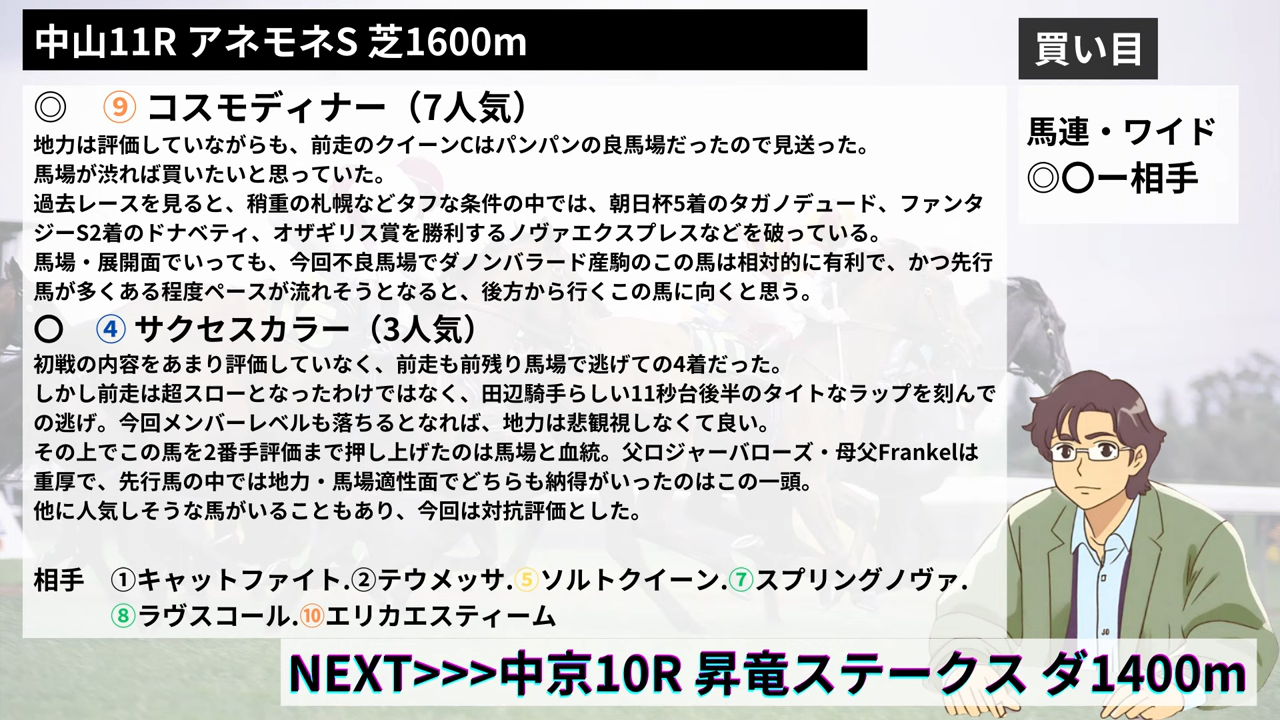 中山11R アネモネS 芝1600m
買い目
馬連・ワイド
◎〇ー相手
◎ ⑨ コスモディナー（7人気）
地力は評価していながらも、前走のクイーンCはパンパンの良馬場だったので見送った。
馬場が渋れば買いたいと思っていた。
過去レースを見ると、稍重の札幌などタフな条件の中では、朝日杯5着のタガノデュード、ファンタ
ジーS2着のドナベティ、オザギリス賞を勝利するノヴァエクスプレスなどを破っている。
馬場・展開面でいっても、今回不良馬場でダノンバラード産駒のこの馬は相対的に有利で、かつ先行
馬が多くある程度ペースが流れそうとなると、後方から行くこの馬に向くと思う。
〇 ④ サクセスカラー（3人気）
初戦の内容をあまり評価していなく、前走も前残り馬場で逃げての4着だった。
しかし前走は超スローとなったわけではなく、田辺騎手らしい11秒台後半のタイトなラップを刻んで
の逃げ。今回メンバーレベルも落ちるとなれば、地力は悲観視しなくて良い。
その上でこの馬を2番手評価まで押し上げたのは馬場と血統。父ロジャーバローズ・母父Frankelは
重厚で、先行馬の中では地力・馬場適性面でどちらも納得がいったのはこの一頭。
他に人気しそうな馬がいることもあり、今回は対抗評価とした。
相手 ①キャットファイト.②テウメッサ.⑤ソルトクイーン.⑦スプリングノヴァ.
⑧ラヴスコール.⑩エリカエスティーム
NEXT>>>中京10R 昇竜ステークス ダ1400m